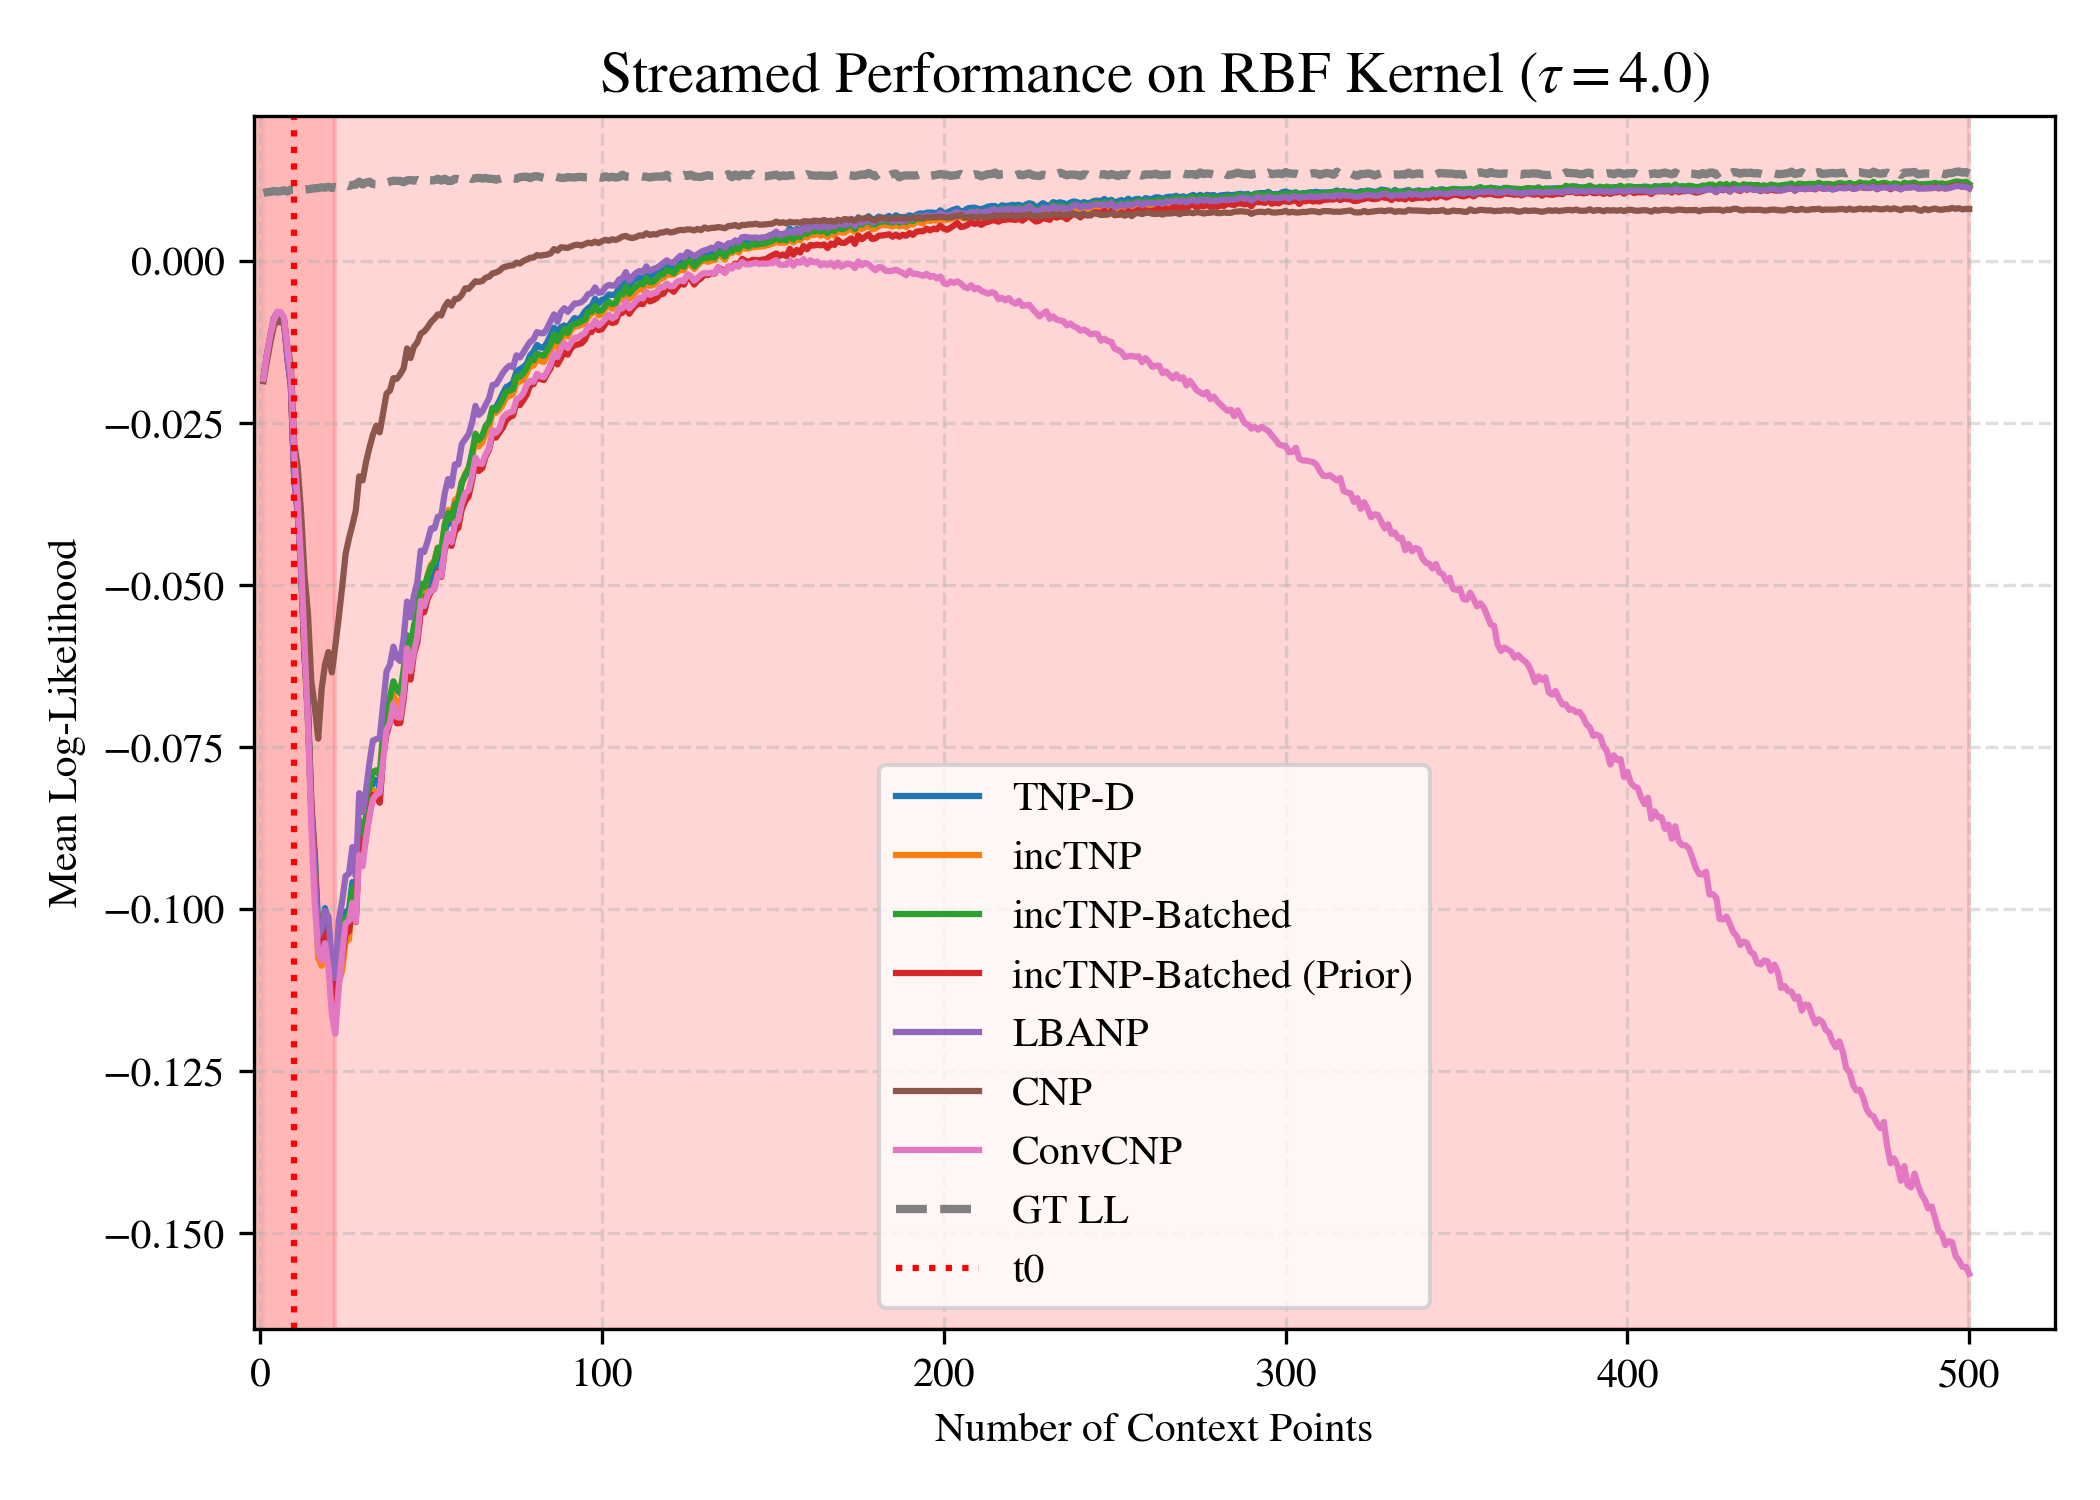 Streamed Performance on RBF Kernel (τ = 4.0)
Mean Log-Likelihood
0.000
−0.025
−0.050
−0.075
−0.100
−0.125
−0.150
TNP-D
incTNP
incTNP-Batched
incTNP-Batched (Prior)
LBANP
CNP
ConvCNP
GT LL
t0
0 100 200 300 400 500
Number of Context Points